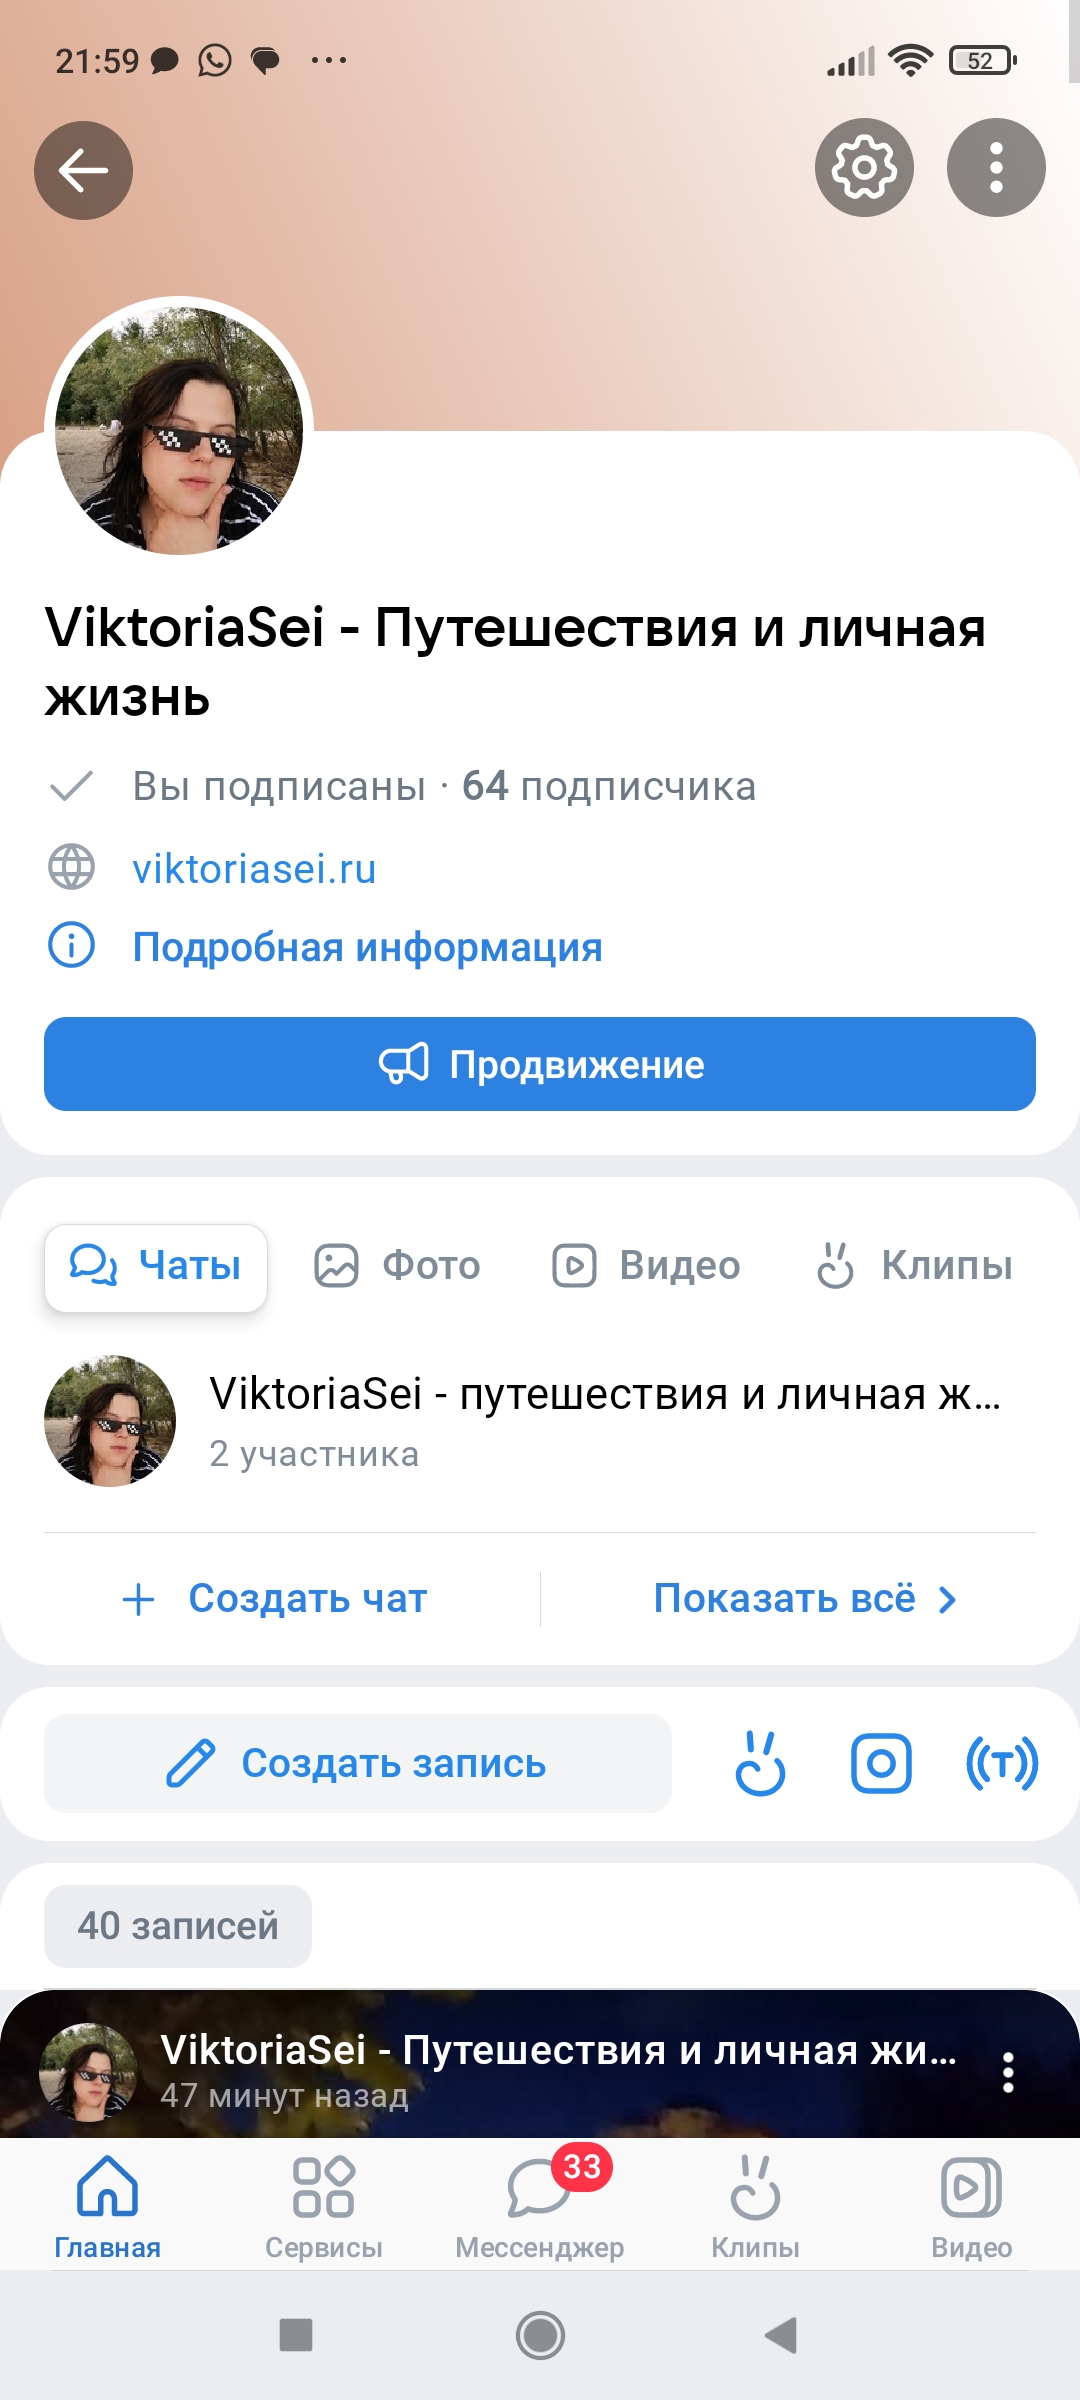 21:59
52
ViktoriaSei - Путешествия и личная
жизнь
Вы подписаны · 64 подписчика
viktoriasei.ru
Подробная информация
Продвижение
Чаты Фото Видео Клипы
ViktoriaSei - путешествия и личная ж...
2 участника
Создать чат
Показать всё
Создать запись
40 записей
ViktoriaSei - Путешествия и личная жи...
47 минут назад
33
Главная Сервисы Мессенджер Клипы Видео